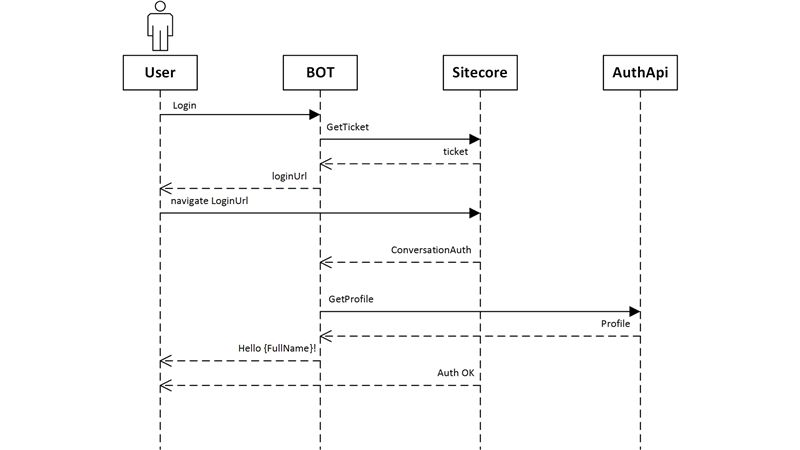 User
BOT
Sitecore
AuthApi
Login
GetTicket
ticket
loginUrl
navigate LoginUrl
ConversationAuth
GetProfile
Profile
Hello {FullName}!
Auth OK